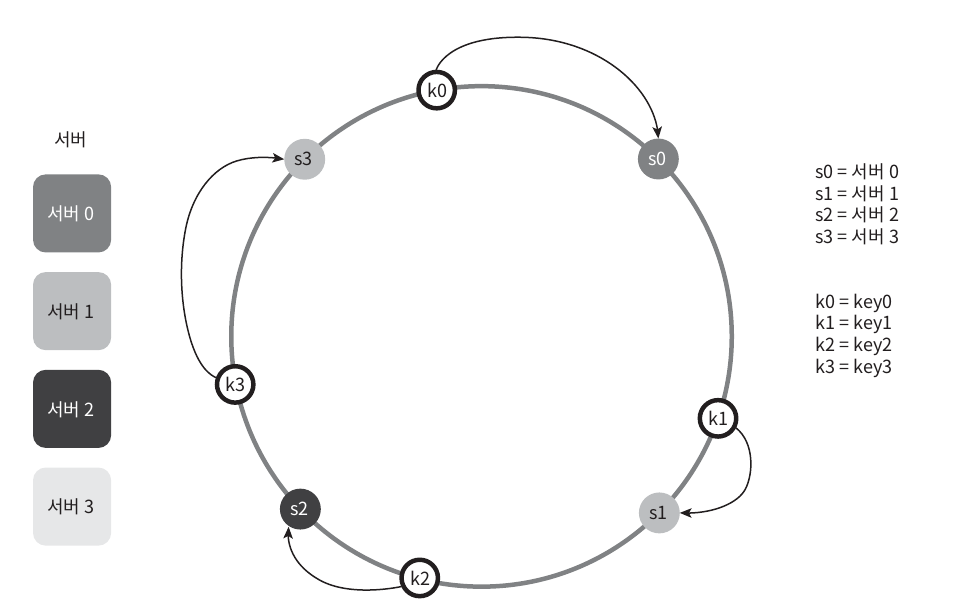 서버
서버 0
서버 1
서버 2
서버 3
k0
s3
s0
k3
k1
s2
s1
k2
s0 = 서버 0
s1 = 서버 1
s2 = 서버 2
s3 = 서버 3
k0 = key0
k1 = key1
k2 = key2
k3 = key3